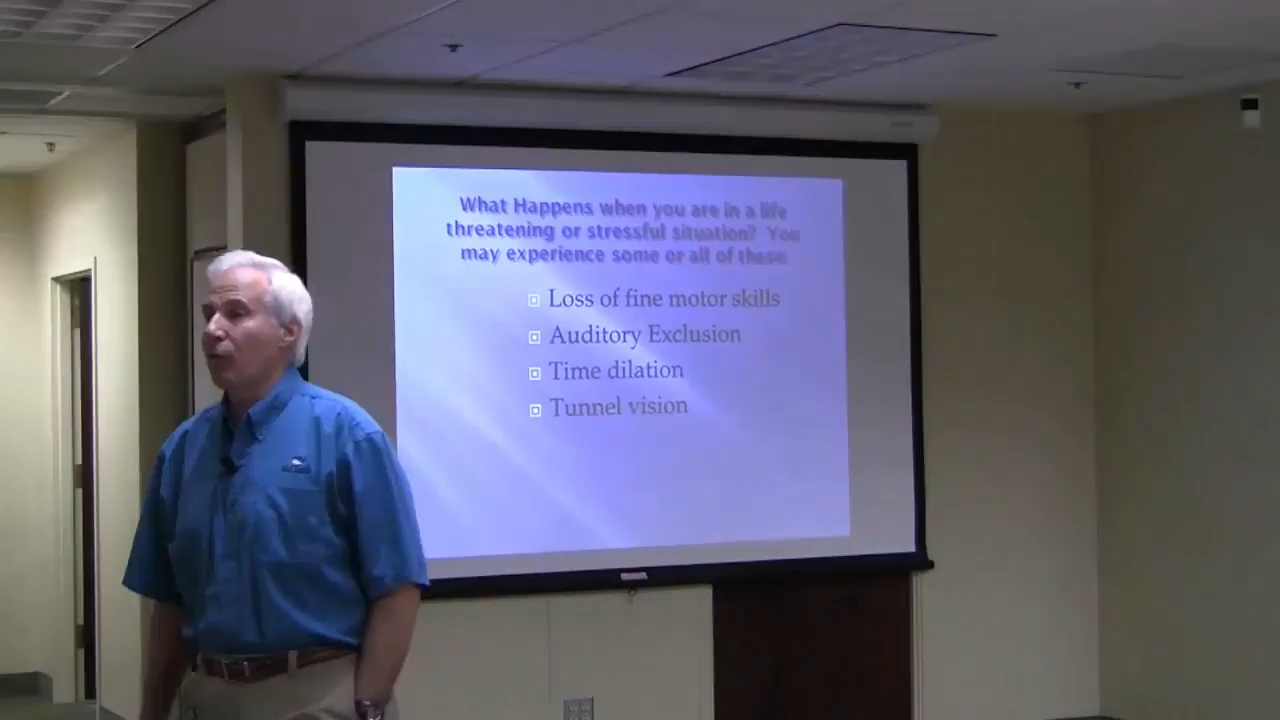 What Happens when you are in a life
threatening or stressful situation? You
may experience some or all of these:
Loss of fine motor skills
Auditory Exclusion
Time dilation
Tunnel vision